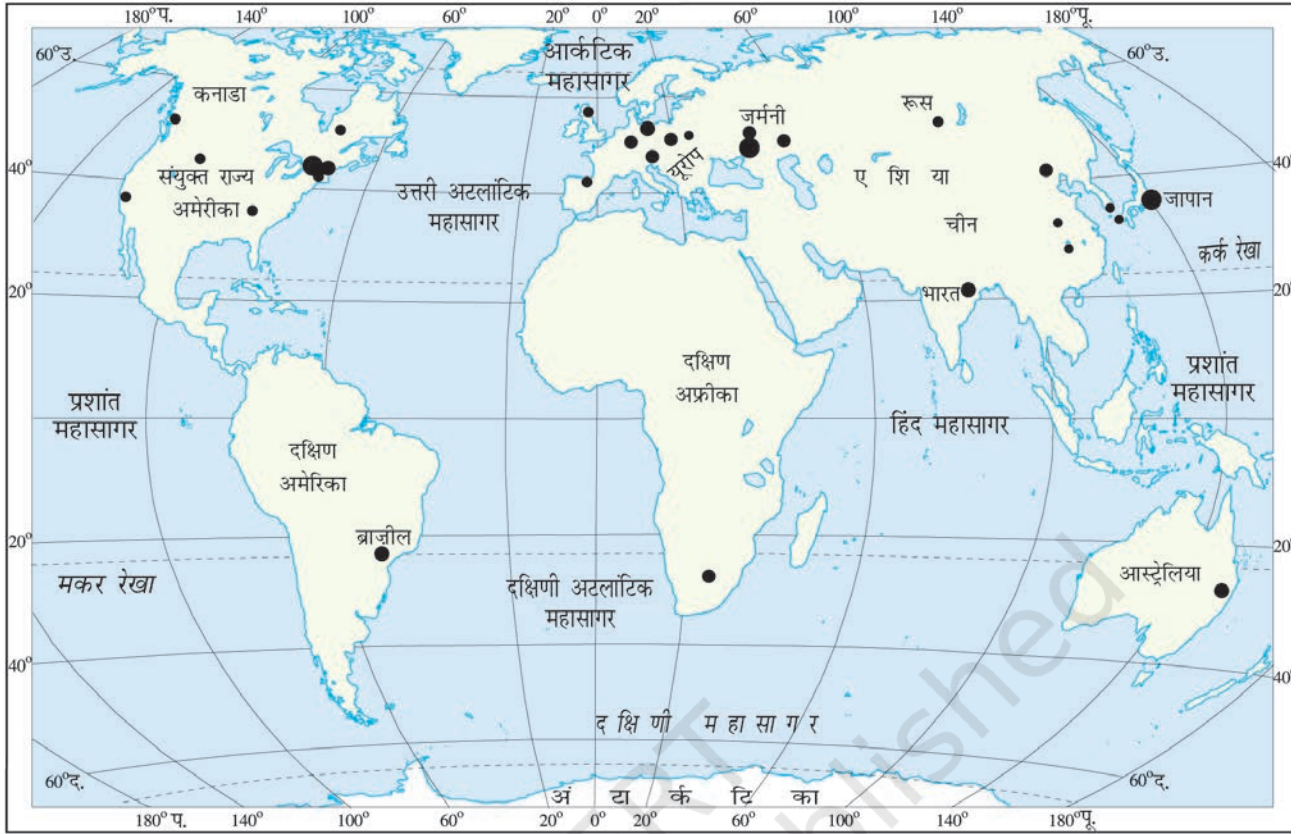 180°प. 140° 100° 60° 20° 0° 20° 60° 100° 140° 180°पू.
60°उ. 60°उ.
आर्कटिक
महासागर
कनाडा
रूस
जर्मनी
40° 40°
संयुक्त राज्य
अमेरीका
यूरोप
ए शि या
उत्तरी अटलांटिक
महासागर
जापान
चीन
कर्क रेखा
20° 20°
भारत
दक्षिण
अफ्रीका
प्रशांत
महासागर
प्रशांत
महासागर
हिंद महासागर
दक्षिण
अमेरिका
ब्राज़ील
20° 20°
मकर रेखा
दक्षिणी अटलांटिक
महासागर
आस्ट्रेलिया
40° 40°
द क्षि णी म हा सा ग र
60°द. 60°द.
अं टा र्क टि का
180°प. 140° 100° 60° 20° 0° 20° 60° 100° 140° 180°पू.